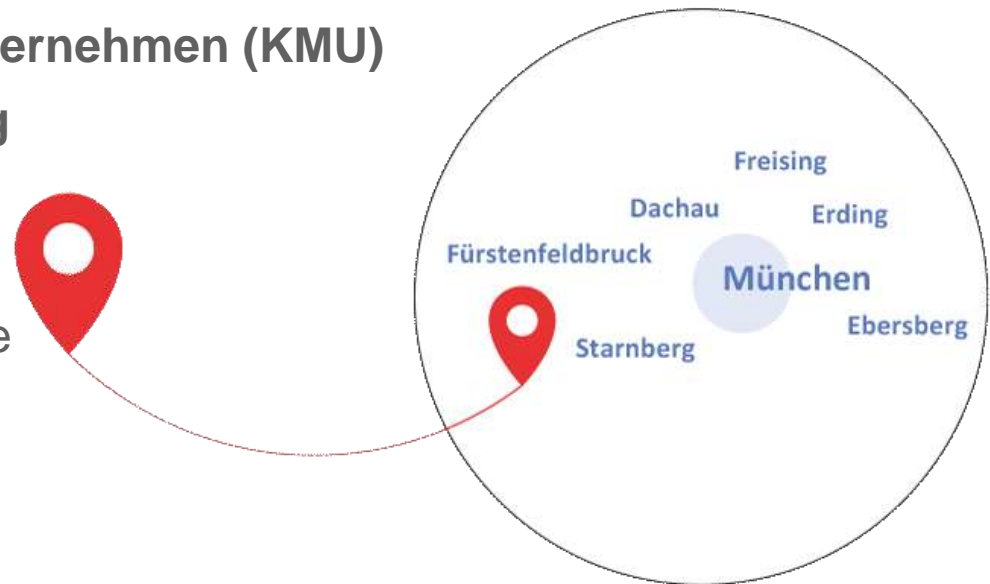 ernehmen (KMU)
g
e
Freising
Dachau
Erding
Fürstenfeldbruck
München
Ebersberg
Starnberg